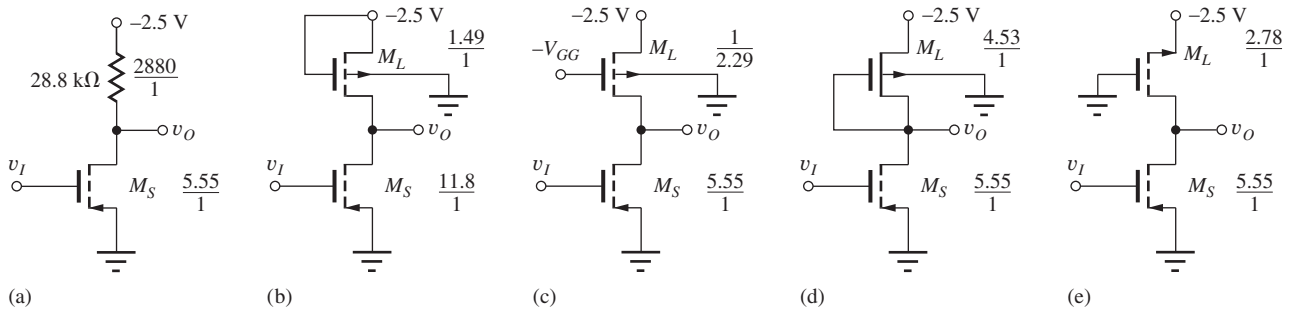 −2.5 V
28.8 kΩ
2880
1
v_O
v_I
M_S
5.55
1
(a)
−2.5 V
1.49
1
M_L
v_O
v_I
M_S
11.8
1
(b)
−2.5 V
1
2.29
M_L
−V_GG
v_O
v_I
M_S
5.55
1
(c)
−2.5 V
4.53
1
M_L
v_O
v_I
M_S
5.55
1
(d)
−2.5 V
2.78
1
M_L
v_O
v_I
M_S
5.55
1
(e)